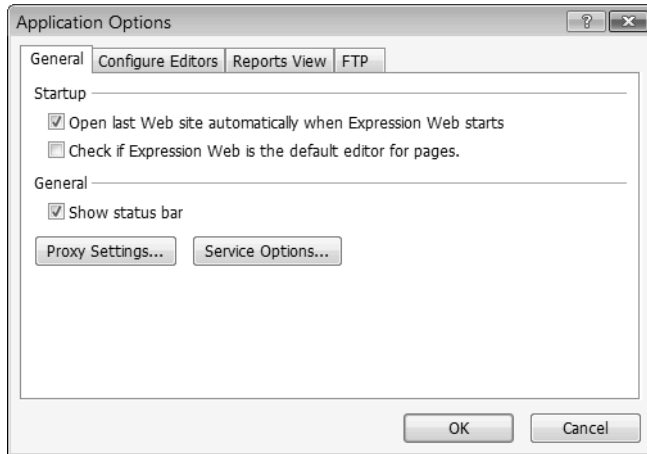 Application Options
General Configure Editors Reports View FTP
Startup
Open last Web site automatically when Expression Web starts
Check if Expression Web is the default editor for pages.
General
Show status bar
Proxy Settings... Service Options...
OK Cancel